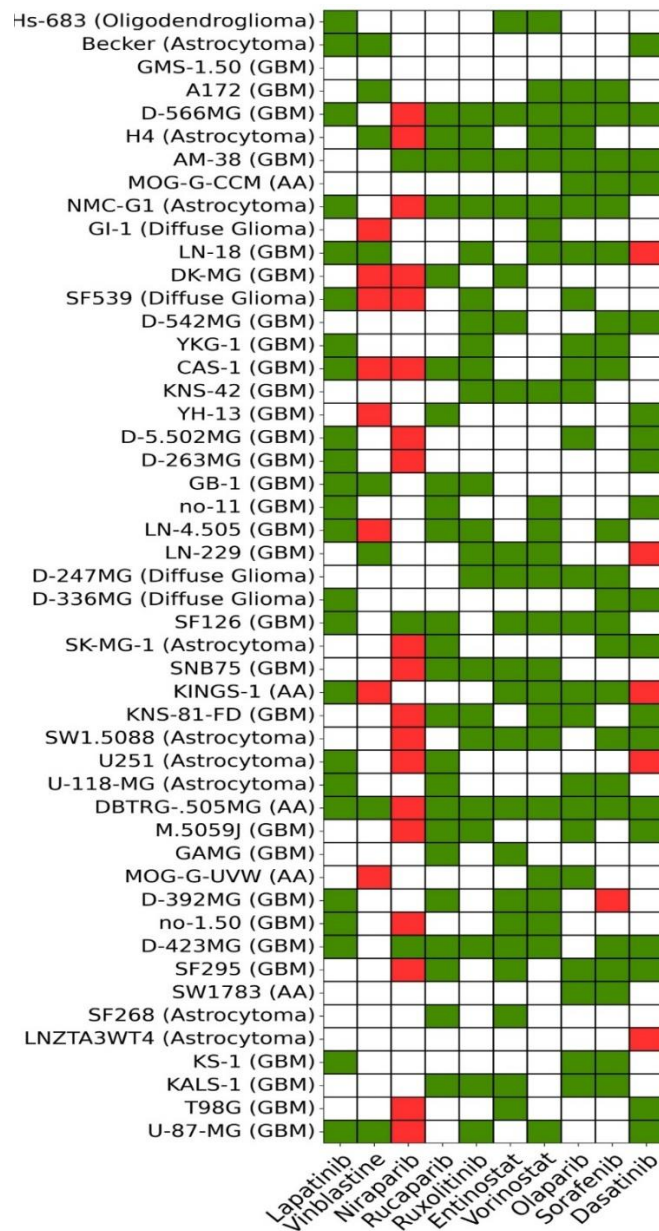 Hs-683 (Oligodendroglioma)
Becker (Astrocytoma)
GMS-1.50 (GBM)
A172 (GBM)
D-566MG (GBM)
H4 (Astrocytoma)
AM-38 (GBM)
MOG-G-CCM (AA)
NMC-G1 (Astrocytoma)
GI-1 (Diffuse Glioma)
LN-18 (GBM)
DK-MG (GBM)
SF539 (Diffuse Glioma)
D-542MG (GBM)
YKG-1 (GBM)
CAS-1 (GBM)
KNS-42 (GBM)
YH-13 (GBM)
D-5.502MG (GBM)
D-263MG (GBM)
GB-1 (GBM)
no-11 (GBM)
LN-4.505 (GBM)
LN-229 (GBM)
D-247MG (Diffuse Glioma)
D-336MG (Diffuse Glioma)
SF126 (GBM)
SK-MG-1 (Astrocytoma)
SNB75 (GBM)
KINGS-1 (AA)
KNS-81-FD (GBM)
SW1.5088 (Astrocytoma)
U251 (Astrocytoma)
U-118-MG (Astrocytoma)
DBTRG-.505MG (AA)
M.5059J (GBM)
GAMG (GBM)
MOG-G-UVW (AA)
D-392MG (GBM)
no-1.50 (GBM)
D-423MG (GBM)
SF295 (GBM)
SW1783 (AA)
SF268 (Astrocytoma)
LNZTA3WT4 (Astrocytoma)
KS-1 (GBM)
KALS-1 (GBM)
T98G (GBM)
U-87-MG (GBM)
Lapatinib
Vinblastine
Niraparib
Rucaparib
Ruxolitinib
Entinostat
Vorinostat
Olaparib
Sorafenib
Dasatinib